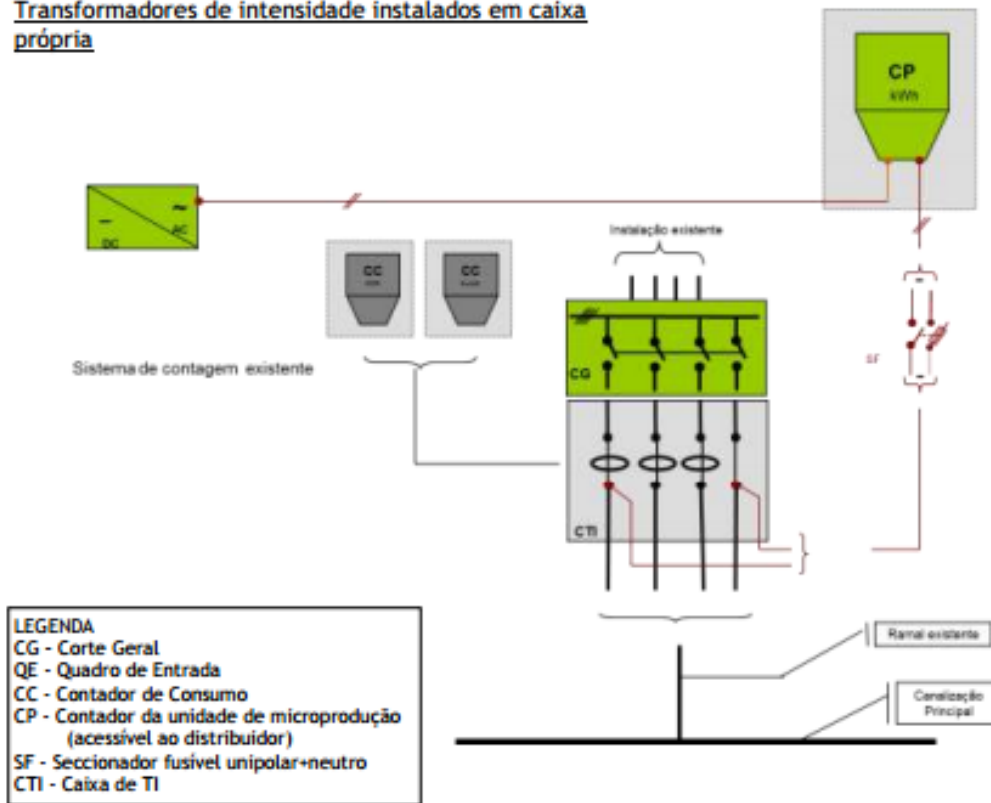 Transformadores de intensidade instalados em caixa
própria
CP
kWh
~
AC
DC
Instalação existente
CC
CC
CG
SF
Sistema de contagem existente
CTI
LEGENDA
CG - Corte Geral
QE - Quadro de Entrada
CC - Contador de Consumo
CP - Contador da unidade de microprodução
(acessível ao distribuidor)
SF - Seccionador fusível unipolar+neutro
CTI - Caixa de TI
Ramal existente
Canalização
Principal